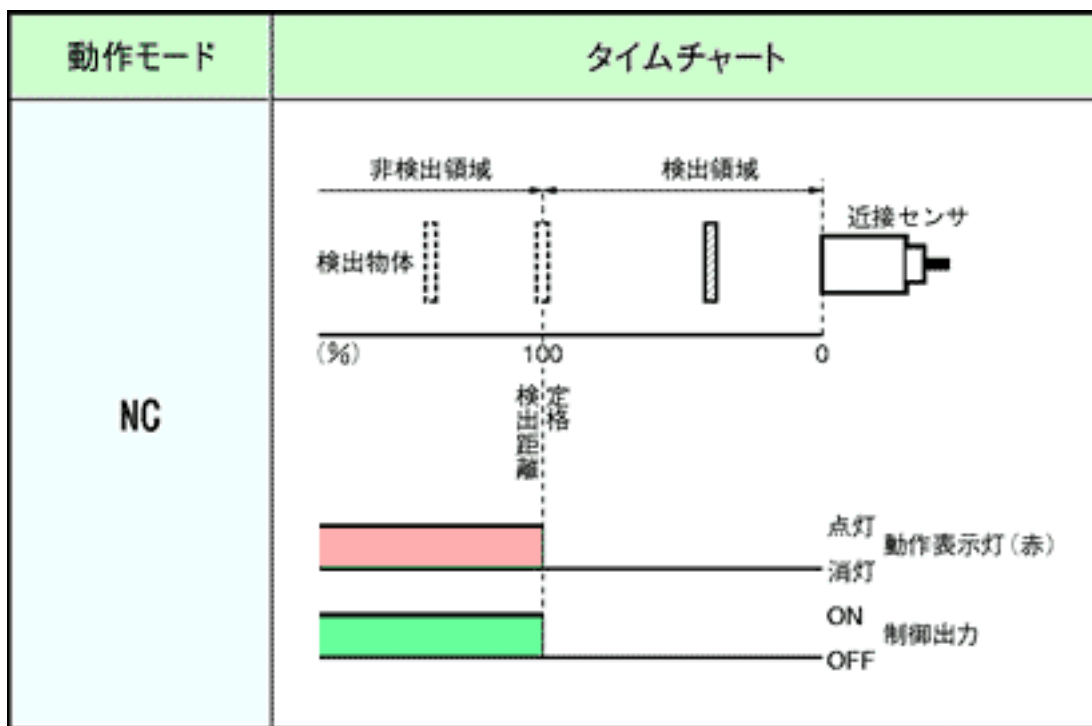 動作モード
タイムチャート
NC
非検出領域
検出領域
近接センサ
検出物体
(%)
100
0
定格
検出距離
点灯
動作表示灯(赤)
消灯
ON
制御出力
OFF